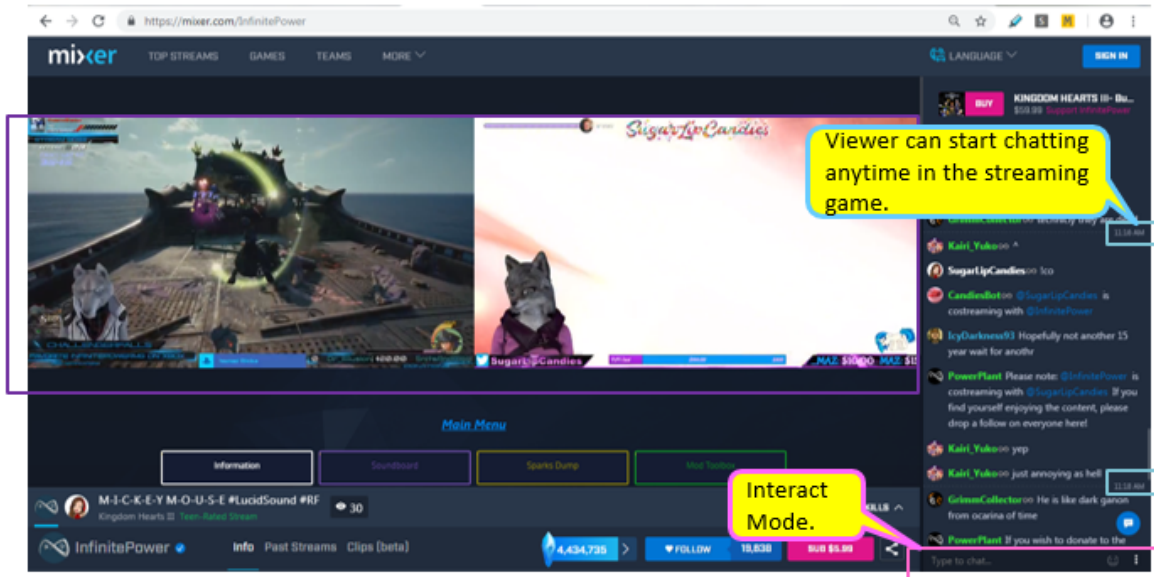 https://mixer.com/InfinitePower
mixer
TOP STREAMS GAMES TEAMS MORE
LANGUAGE
SIGN IN
BUY
KINGDOM HEARTS III- Bu...
$59.99 Support InfinitePower
SugarLipCandies
Viewer can start chatting
anytime in the streaming
game.
11:18 AM
Kairi_Yuko ^
SugarLipCandies lco
CandiesBot @SugarLipCandies is
costreaming with @InfinitePower
IcyDarkness93 Hopefully not another 15
year wait for anothr
PowerPlant Please note: @InfinitePower is
costreaming with @SugarLipCandies If you
find yourself enjoying the content, please
drop a follow on everyone here!
Kairi_Yuko yep
Kairi_Yuko just annoying as hell
11:18 AM
GrimmCollector He is like dark ganon
from ocarina of time
PowerPlant If you wish to donate to the
Type to chat...
SugarLipCandies
Main Menu
Information
Soundboard
Sparks Dump
Mod Toolbox
Interact
Mode.
M-I-C-K-E-Y M-O-U-S-E #LucidSound #RF
Kingdom Hearts III Teen-Rated Stream
30
InfinitePower
Info Past Streams Clips (beta)
4,434,735
FOLLOW 19,838
SUB $5.99